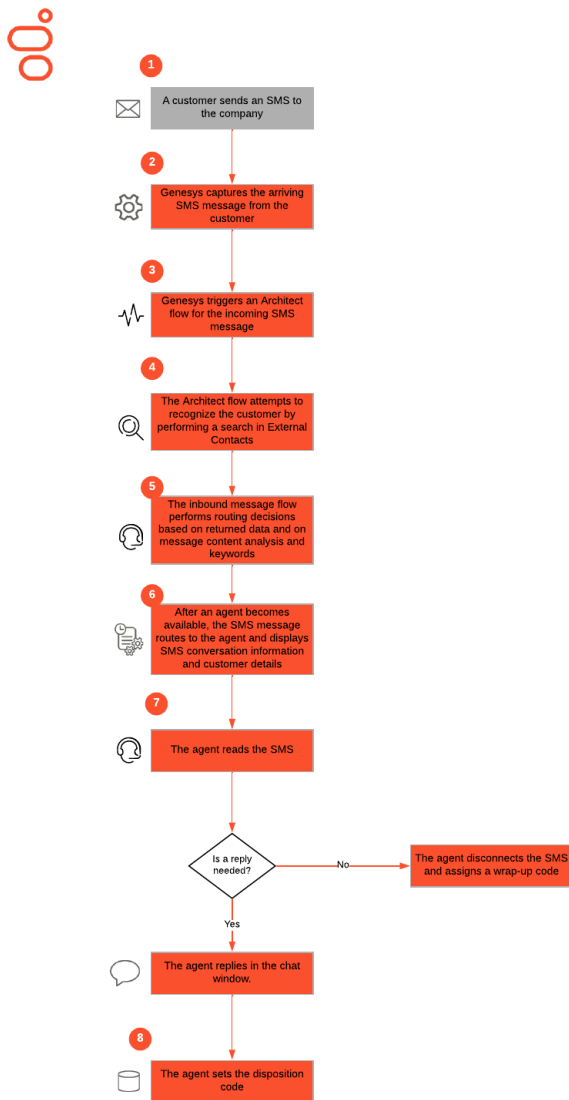 1
A customer sends an SMS to
the company
2
Genesys captures the arriving
SMS message from the
customer
3
Genesys triggers an Architect
flow for the incoming SMS
message
4
The Architect flow attempts to
recognize the customer by
performing a search in External
Contacts
5
The inbound message flow
performs routing decisions
based on returned data and on
message content analysis and
keywords
6
After an agent becomes
available, the SMS message
routes to the agent and displays
SMS conversation information
and customer details
7
The agent reads the SMS
Is a reply
needed?
No
The agent disconnects the SMS
and assigns a wrap-up code
Yes
The agent replies in the chat
window.
8
The agent sets the disposition
code